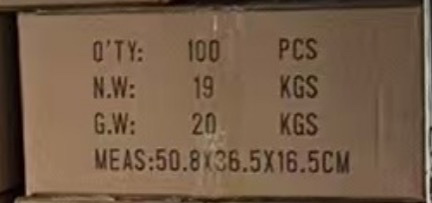 Q'TY: 100 PCS
N.W: 19 KGS
G.W: 20 KGS
MEAS:50.8X36.5X16.5CM